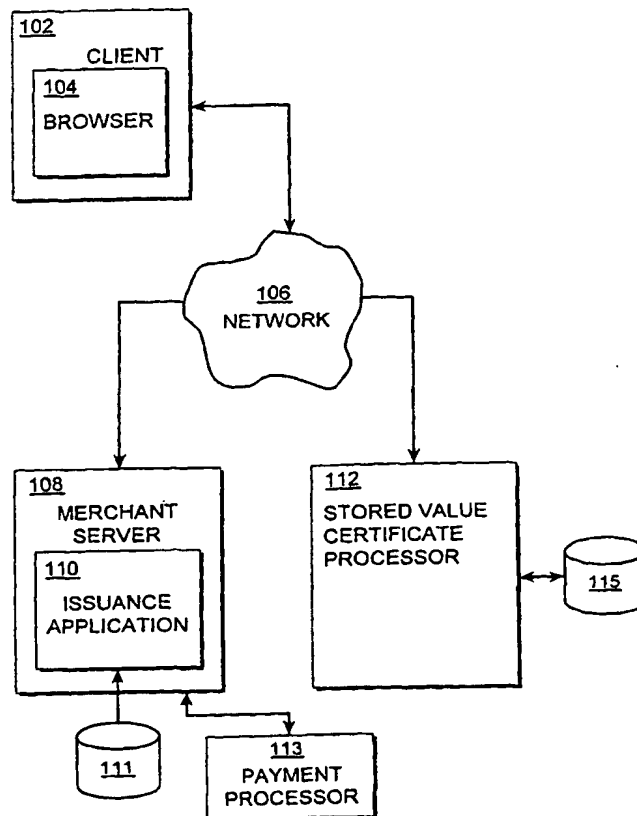 102
CLIENT
104
BROWSER
106
NETWORK
108
MERCHANT
SERVER
110
ISSUANCE
APPLICATION
111
112
STORED VALUE
CERTIFICATE
PROCESSOR
115
113
PAYMENT
PROCESSOR